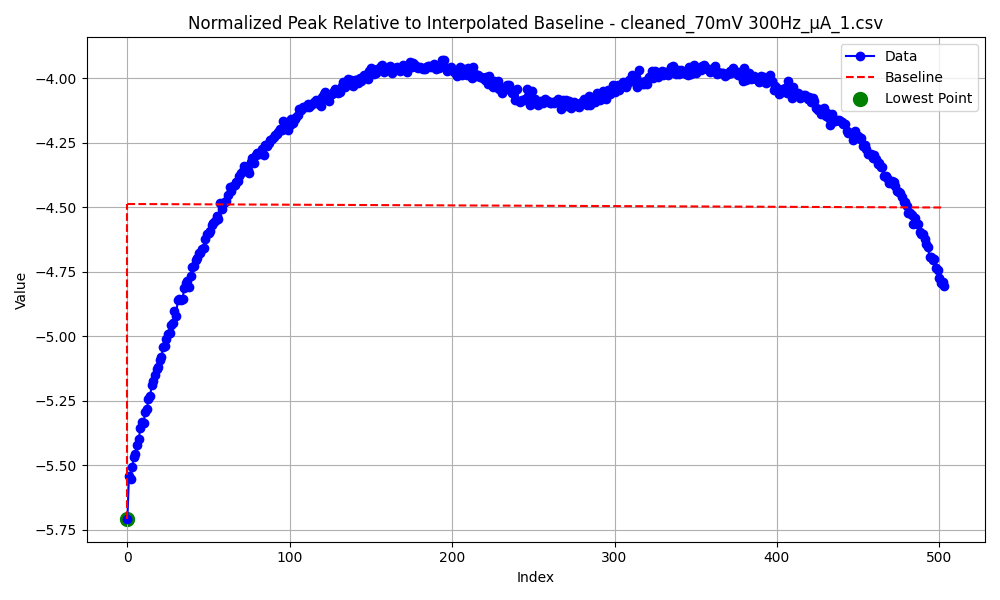 Normalized Peak Relative to Interpolated Baseline - cleaned_70mV 300Hz_µA_1.csv
Data
Baseline
Lowest Point
Value
−4.00
−4.25
−4.50
−4.75
−5.00
−5.25
−5.50
−5.75
0
100
200
300
400
500
Index